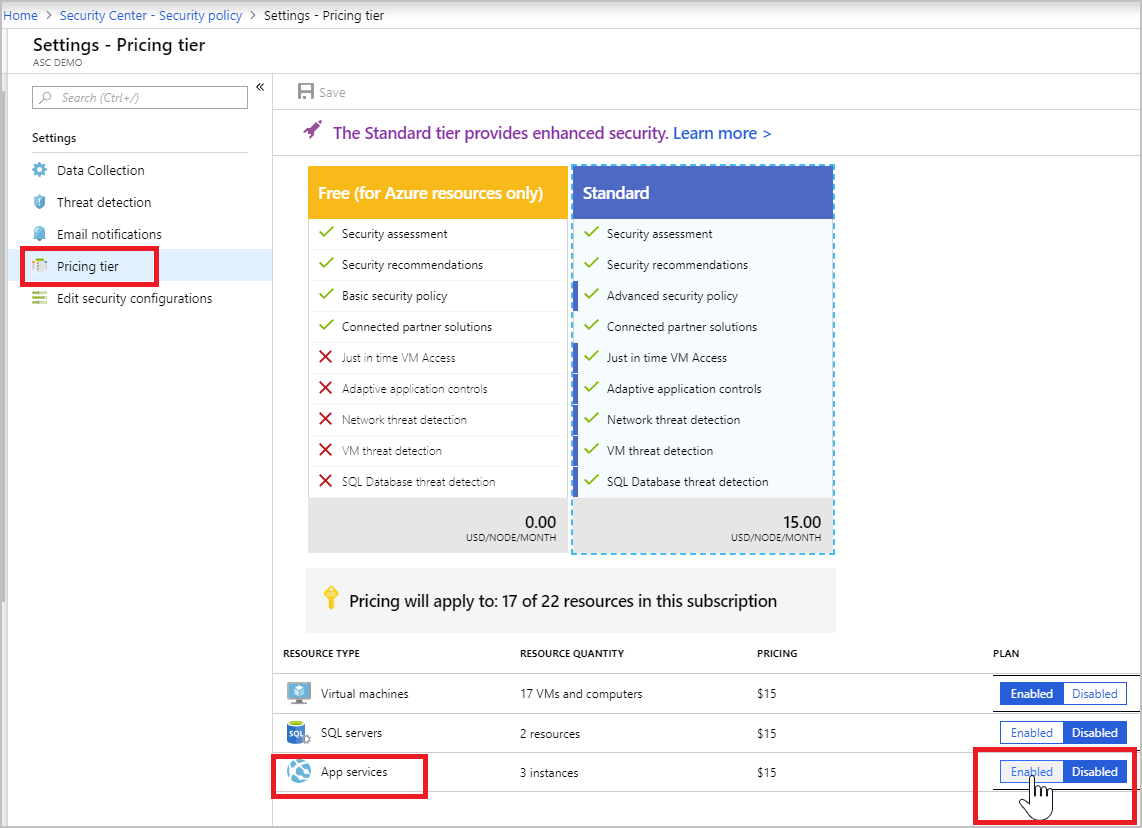 Home > Security Center - Security policy > Settings - Pricing tier
Settings - Pricing tier
ASC DEMO
Search (Ctrl+/)
«
Settings
Data Collection
Threat detection
Email notifications
Pricing tier
Edit security configurations
Save
The Standard tier provides enhanced security. Learn more >
Free (for Azure resources only)
Security assessment
Security recommendations
Basic security policy
Connected partner solutions
Just in time VM Access
Adaptive application controls
Network threat detection
VM threat detection
SQL Database threat detection
0.00
USD/NODE/MONTH
Standard
Security assessment
Security recommendations
Advanced security policy
Connected partner solutions
Just in time VM Access
Adaptive application controls
Network threat detection
VM threat detection
SQL Database threat detection
15.00
USD/NODE/MONTH
Pricing will apply to: 17 of 22 resources in this subscription
RESOURCE TYPE RESOURCE QUANTITY PRICING PLAN
Virtual machines 17 VMs and computers $15 Enabled Disabled
SQL SQL servers 2 resources $15 Enabled Disabled
App services 3 instances $15 Enabled Disabled